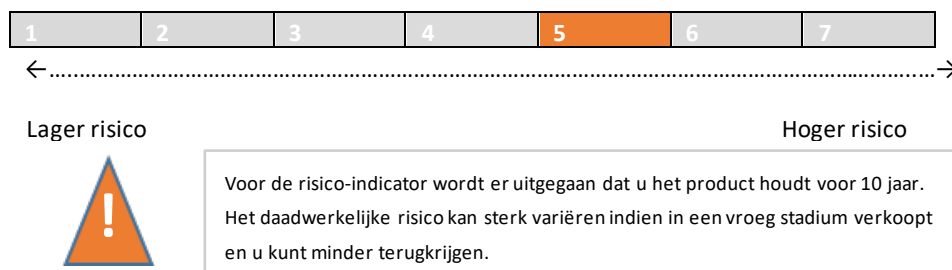 1 2 3 4 5 6 7
←....................................................................................................→
Lager risico Hoger risico
!
Voor de risico-indicator wordt er uitgegaan dat u het product houdt voor 10 jaar.
Het daadwerkelijke risico kan sterk variëren indien in een vroeg stadium verkoopt
en u kunt minder terugkrijgen.